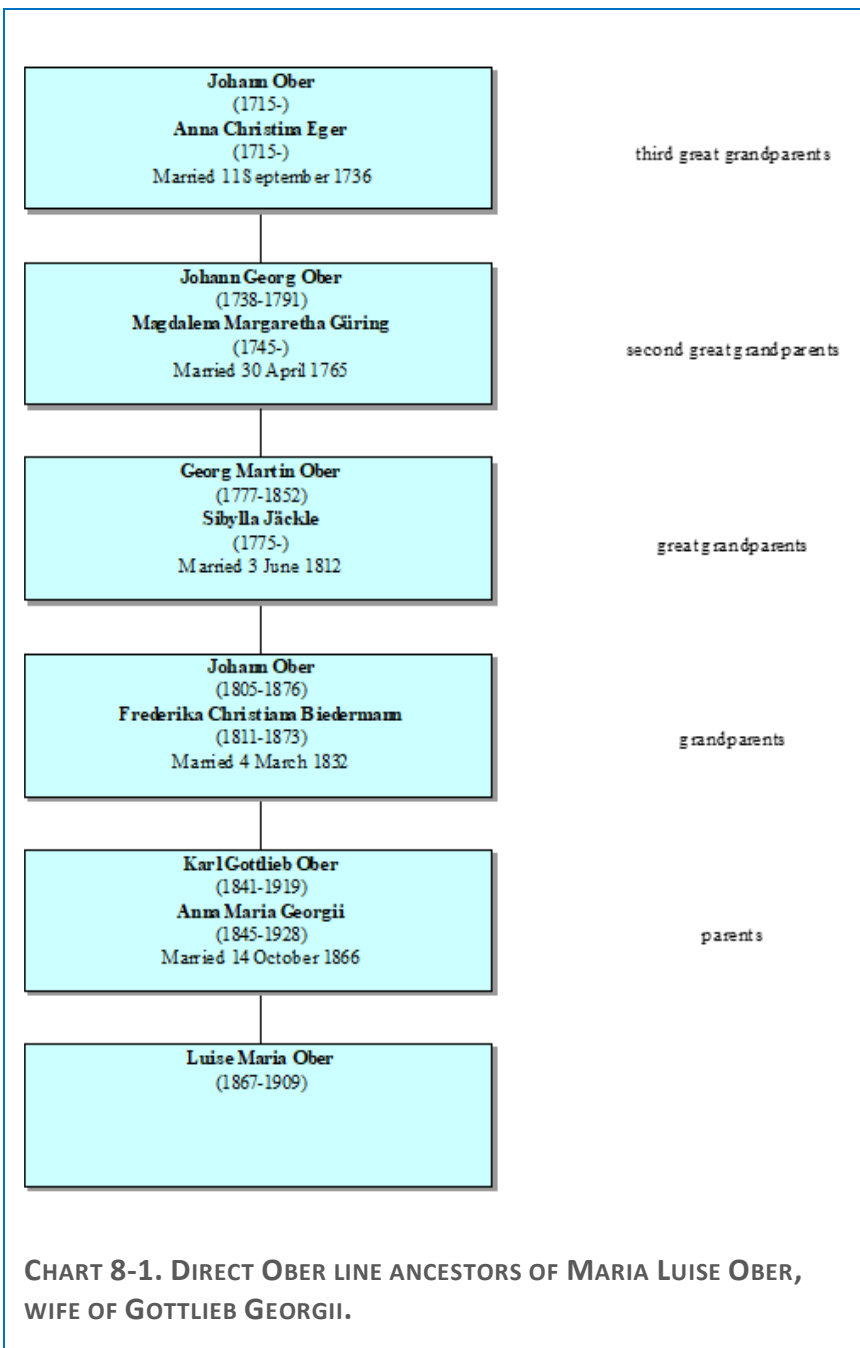 Johann Ober
(1715-)
Anna Christina Eger
(1715-)
Married 11 September 1736
third great grandparents
Johann Georg Ober
(1738-1791)
Magdalena Margaretha Güring
(1745-)
Married 30 April 1765
second great grandparents
Georg Martin Ober
(1777-1852)
Sibylla Jäckle
(1775-)
Married 3 June 1812
great grandparents
Johann Ober
(1805-1876)
Frederika Christiana Biedermann
(1811-1873)
Married 4 March 1832
grandparents
Karl Gottlieb Ober
(1841-1919)
Anna Maria Georgii
(1845-1928)
Married 14 October 1866
parents
Luise Maria Ober
(1867-1909)
CHART 8-1. DIRECT OBER LINE ANCESTORS OF MARIA LUISE OBER,
WIFE OF GOTTLIEB GEORGII.